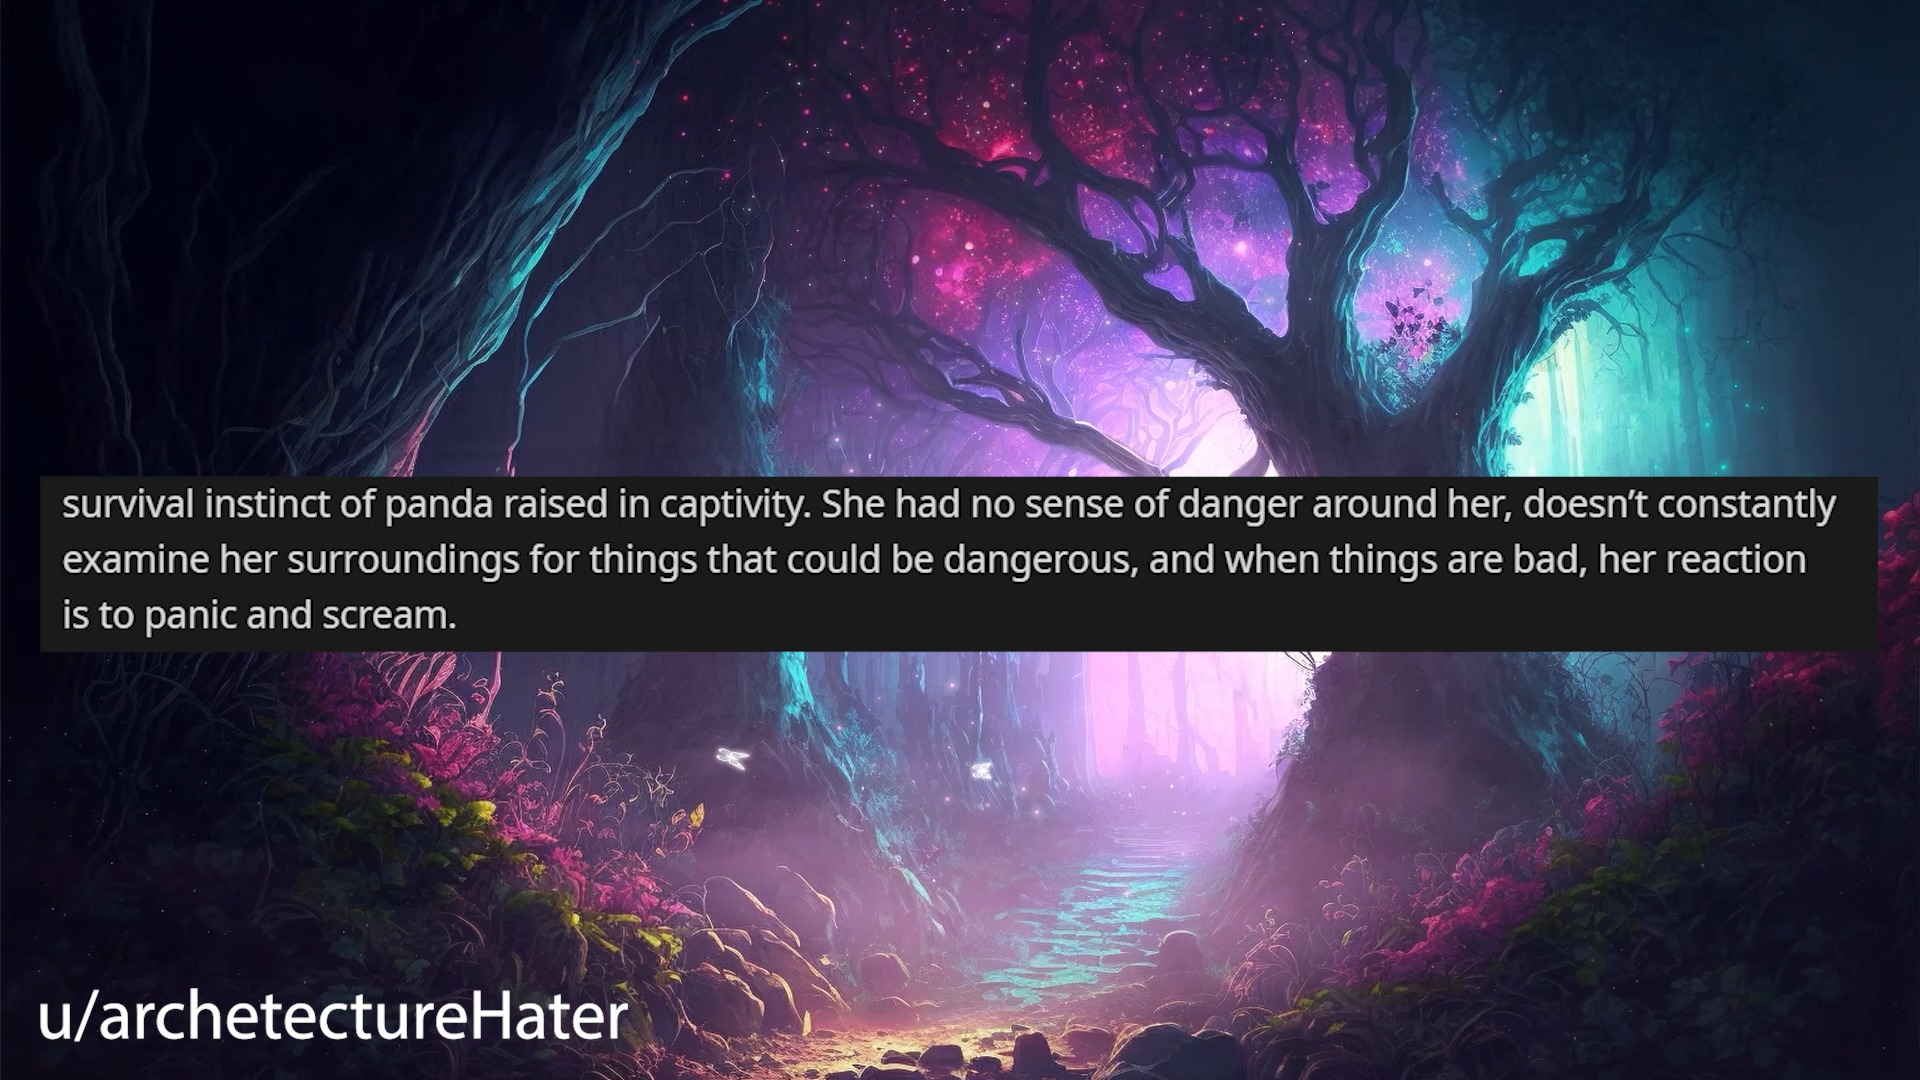 survival instinct of panda raised in captivity. She had no sense of danger around her, doesn’t constantly
examine her surroundings for things that could be dangerous, and when things are bad, her reaction
is to panic and scream.
u/archetectureHater